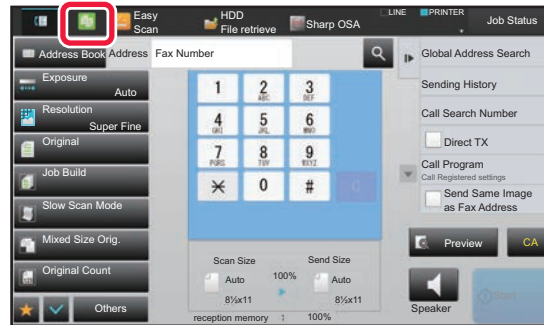 Easy
Scan
HDD
File retrieve
Sharp OSA
LINE
PRINTER
Job Status
Address Book
Address
Fax Number
Global Address Search
Exposure
Auto
Resolution
Super Fine
Original
Job Build
Slow Scan Mode
Mixed Size Orig.
Original Count
Others
1
2
ABC
3
DEF
4
GHI
5
JKL
6
MNO
7
PQRS
8
TUV
9
WXYZ
0
#
C
Sending History
Call Search Number
Direct TX
Call Program
Call Registered settings
Send Same Image
as Fax Address
Preview
CA
Scan Size
Send Size
Auto
100%
Auto
8½x11
8½x11
reception memory : 100%
Speaker
Start